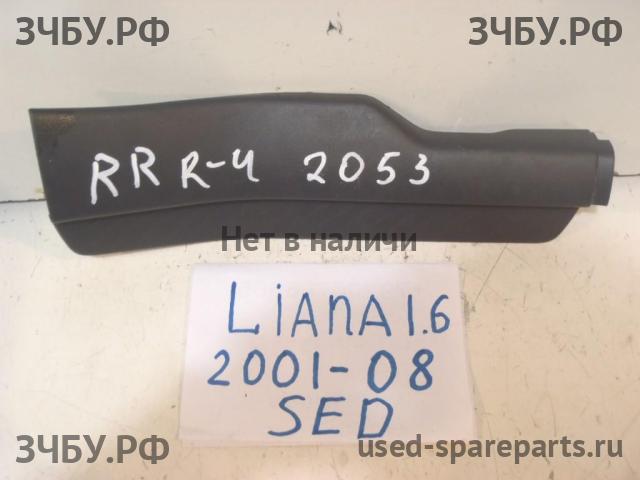 ЗЧБУ.РФ ЗЧБУ.РФ
RR R-Ч 2053
Нет в наличи
LiAnA 1.6
2001-08
SED
ЗЧБУ.РФ used-spareparts.ru